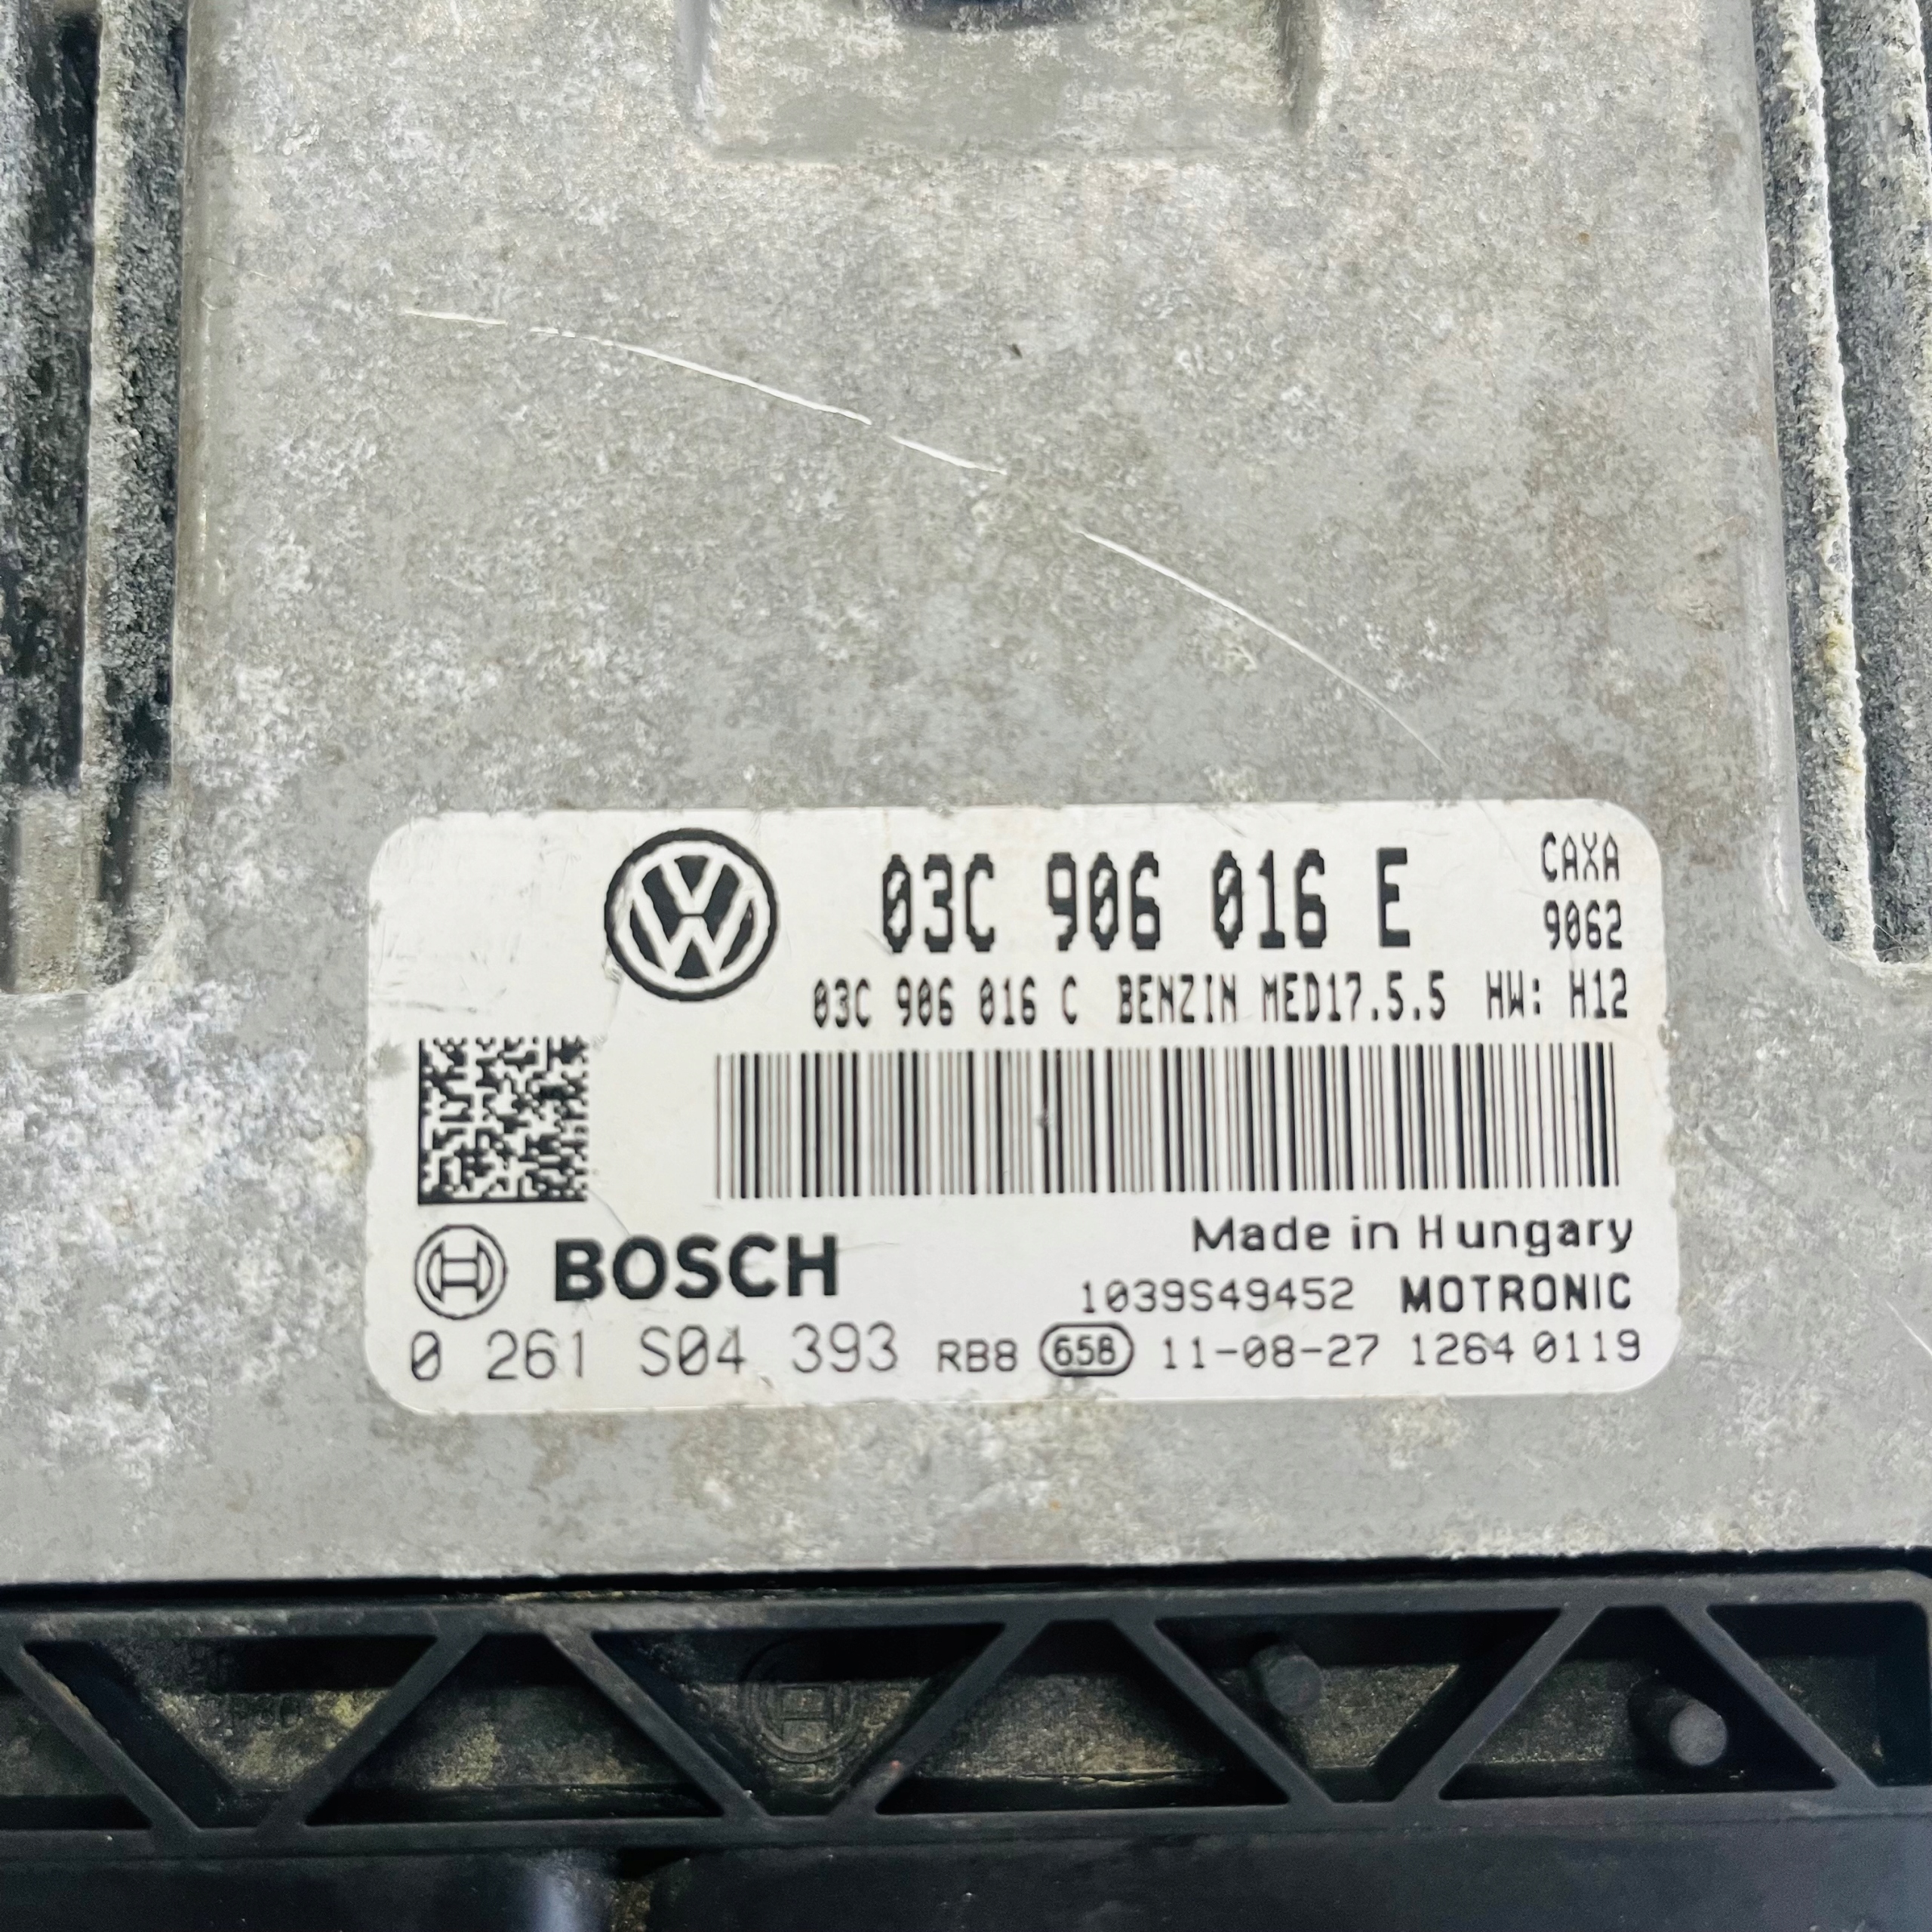 03C 906 016 E
CAXA
9062
03C 906 016 C BENZIN MED17.5.5 HW: H12
Made in Hungary
BOSCH
1039S49452 MOTRONIC
0 261 S04 393 RB8 658 11-08-27 1264 0119